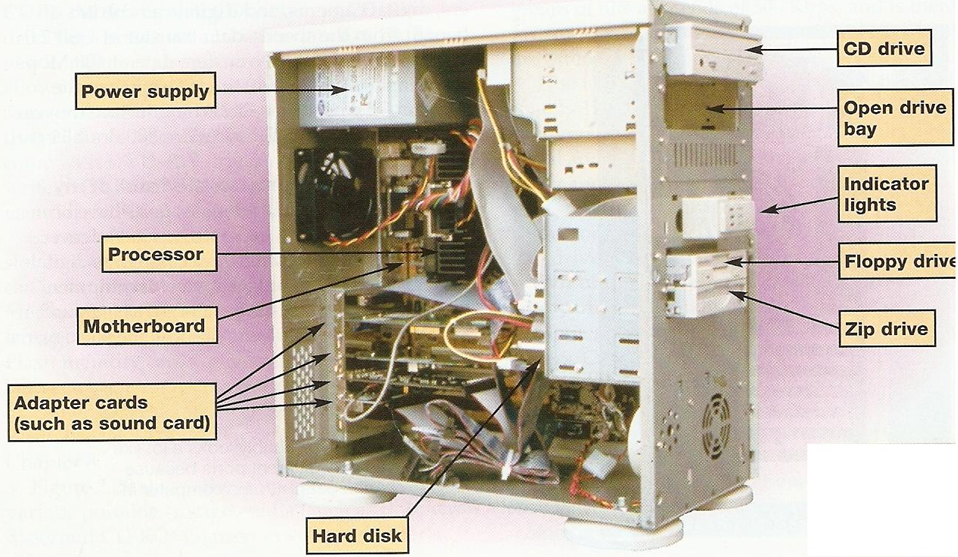 CD drive
Power supply
Open drive
bay
Indicator
lights
Processor
Floppy drive
Motherboard
Zip drive
Adapter cards
(such as sound card)
Hard disk